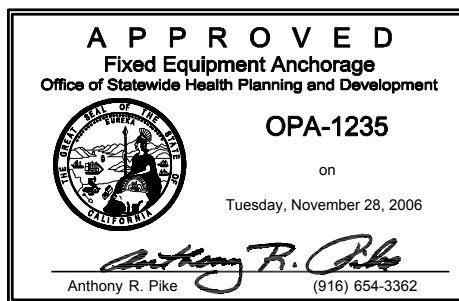 APPROVED
Fixed Equipment Anchorage
Office of Statewide Health Planning and Development
THE GREAT SEAL OF THE STATE OF CALIFORNIA
EUREKA
OPA-1235
on
Tuesday, November 28, 2006
Anthony R. Pike
Anthony R. Pike (916) 654-3362